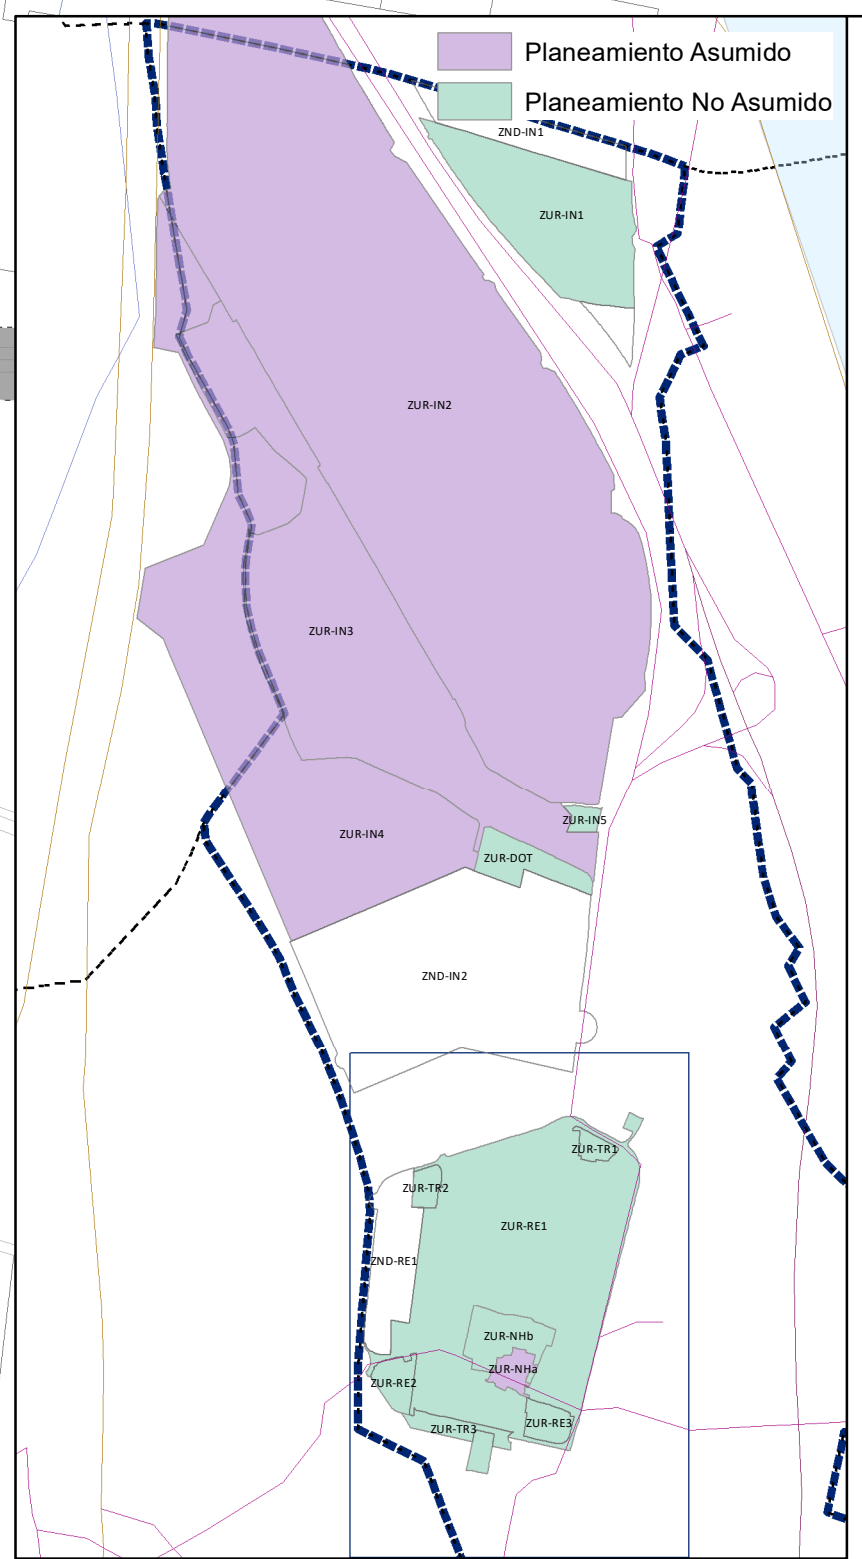 Planeamiento Asumido
Planeamiento No Asumido
ZND-IN1
ZUR-IN1
ZUR-IN2
ZUR-IN3
ZUR-IN5
ZUR-IN4
ZUR-DOT
ZND-IN2
ZUR-TR1
ZUR-TR2
ZUR-RE1
ZND-RE1
ZUR-NHb
ZUR-NHa
ZUR-RE2
ZUR-RE3
ZUR-TR3